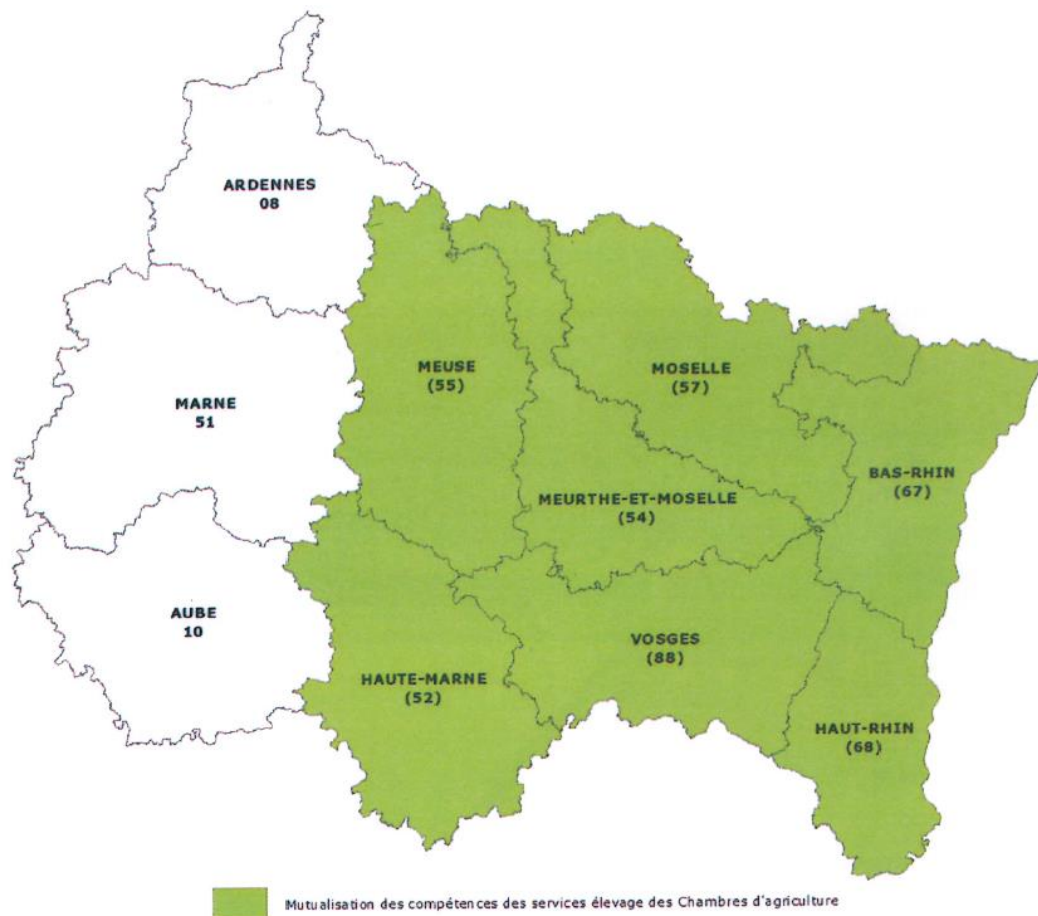 ARDENNES
08
MEUSE
(55)
MOSELLE
(57)
MARNE
51
BAS-RHIN
(67)
MEURTHE-ET-MOSELLE
(54)
AUBE
10
VOSGES
(88)
HAUTE-MARNE
(52)
HAUT-RHIN
(68)
Mutualisation des compétences des services élevage des Chambres d'agriculture